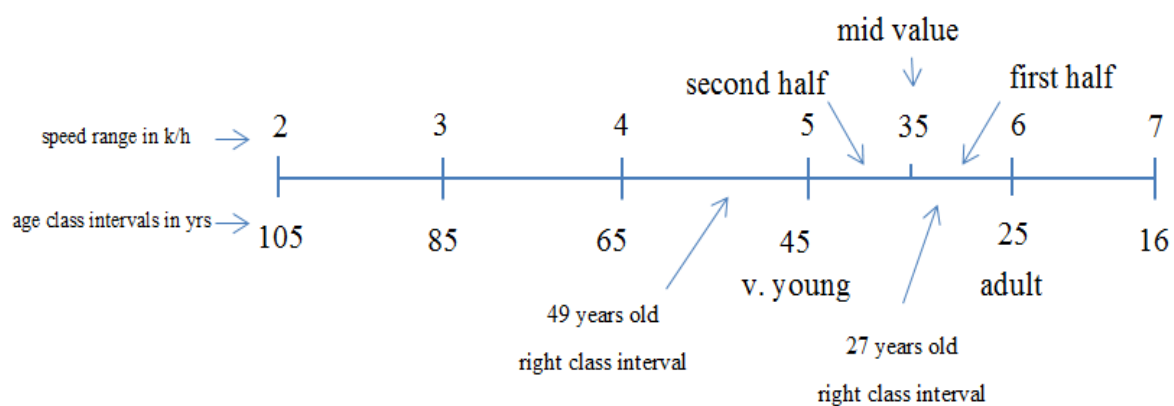 mid value
second half
first half
speed range in k/h
2 3 4 5 35 6 7
age class intervals in yrs
105 85 65 45 25 16
v. young
adult
49 years old
right class interval
27 years old
right class interval